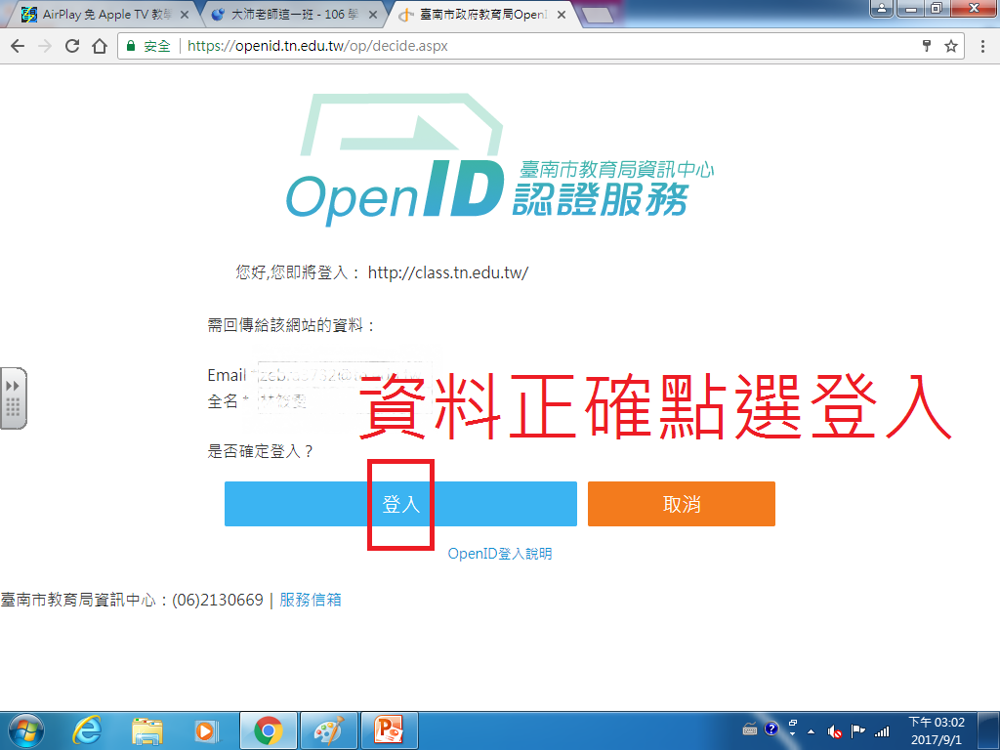 AirPlay 免 Apple TV 教學
大沛老師這一班 - 106 學
臺南市政府教育局OpenI
安全 https://openid.tn.edu.tw/op/decide.aspx
OpenID 臺南市教育局資訊中心
認證服務
您好,您即將登入： http://class.tn.edu.tw/
需回傳給該網站的資料：
Email *
全名 *
資料正確點選登入
是否確定登入？
登入 取消
OpenID登入說明
臺南市教育局資訊中心：(06)2130669 | 服務信箱
下午 03:02
2017/9/1